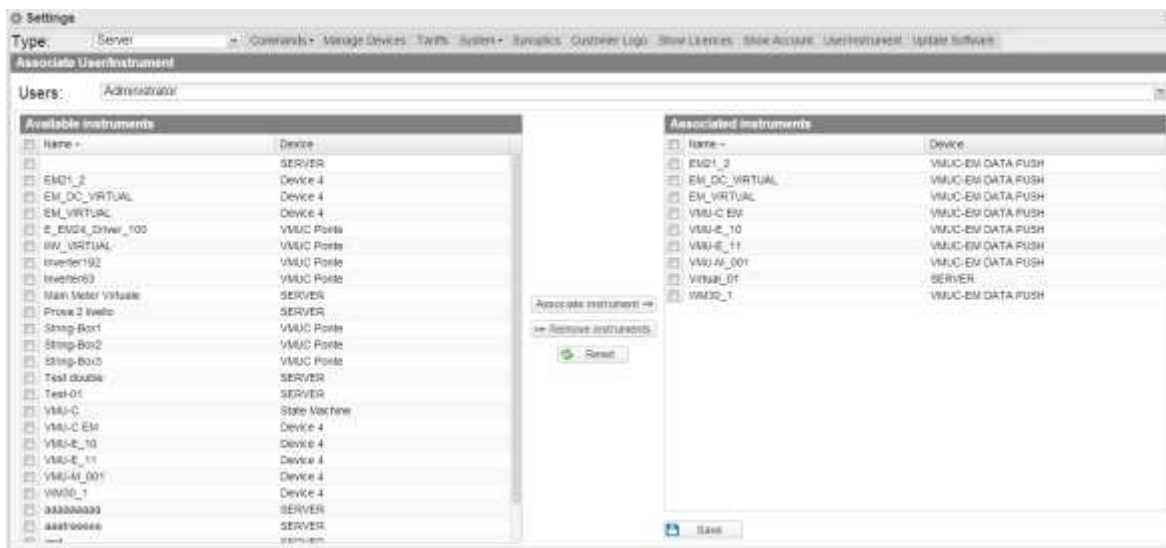 Settings
Type: Server Commands Manage Devices Tariffs System Synoptics Customer Logo Show Licences Show Account User/Instrument Update Software
Associate User/Instrument
Users: Administrator
Available instruments
Name Device
SERVER
EM21_2 Device 4
EM_DC_VIRTUAL Device 4
EM_VIRTUAL Device 4
E_EM24_Driver_100 VMUC Ponte
INV_VIRTUAL VMUC Ponte
Inverter192 VMUC Ponte
Inverter63 VMUC Ponte
Main Meter Virtuale SERVER
Prova 2 livello SERVER
String-Box1 VMUC Ponte
String-Box2 VMUC Ponte
String-Box3 VMUC Ponte
Test double SERVER
Test-01 SERVER
VMU-C State Machine
VMU-C EM Device 4
VMU-E_10 Device 4
VMU-E_11 Device 4
VMU-M_001 Device 4
WM30_1 Device 4
SERVER
SERVER
Associate instrument
Remove instruments
Reset
Associated instruments
Name Device
EM21_2 VMUC-EM DATA PUSH
EM_DC_VIRTUAL VMUC-EM DATA PUSH
EM_VIRTUAL VMUC-EM DATA PUSH
VMU-C EM VMUC-EM DATA PUSH
VMU-E_10 VMUC-EM DATA PUSH
VMU-E_11 VMUC-EM DATA PUSH
VMU-M_001 VMUC-EM DATA PUSH
Virtual_01 SERVER
WM30_1 VMUC-EM DATA PUSH
Save